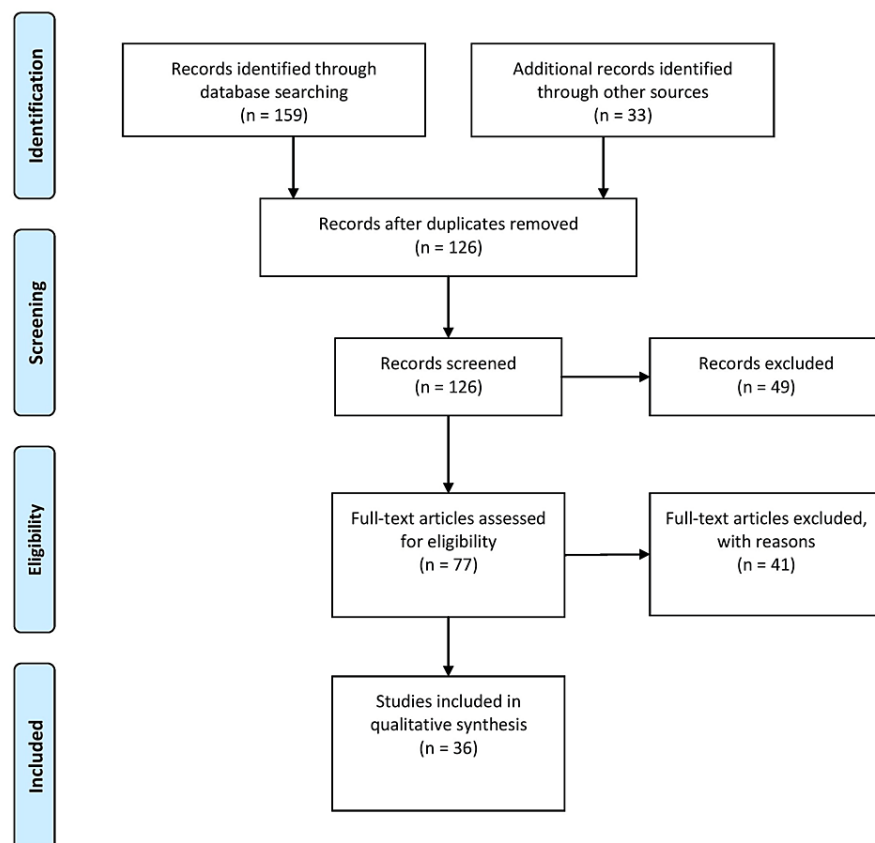 Identification
Records identified through
database searching
(n = 159)
Additional records identified
through other sources
(n = 33)
Records after duplicates removed
(n = 126)
Screening
Records screened
(n = 126)
Records excluded
(n = 49)
Eligibility
Full-text articles assessed
for eligibility
(n = 77)
Full-text articles excluded,
with reasons
(n = 41)
Included
Studies included in
qualitative synthesis
(n = 36)